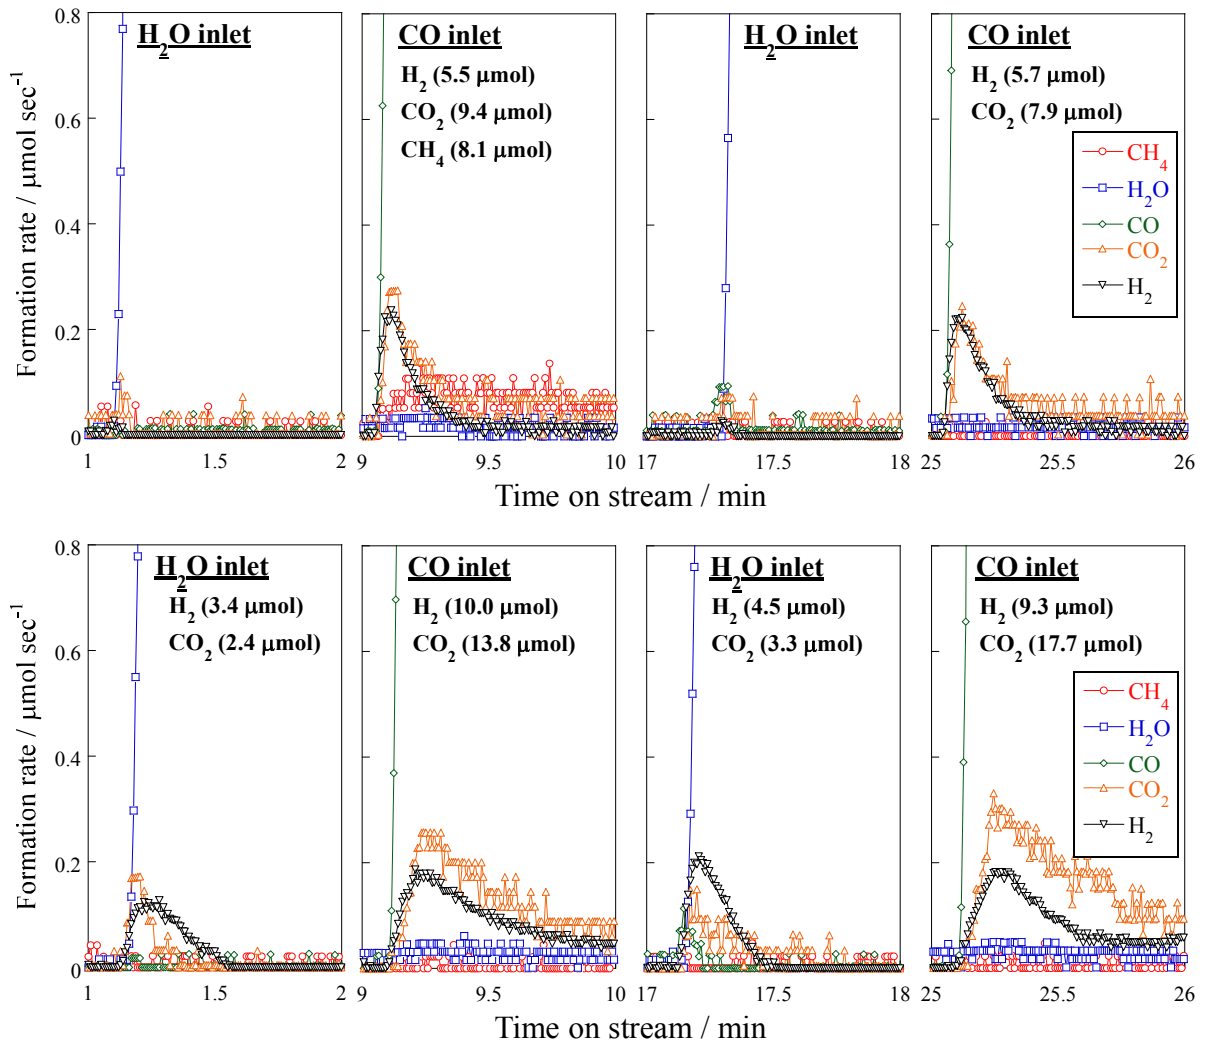 Formation rate / μmol sec⁻¹
0.8
0.6
0.4
0.2
0
H₂O inlet
1
1.5
2
CO inlet
H₂ (5.5 μmol)
CO₂ (9.4 μmol)
CH₄ (8.1 μmol)
9
9.5
10
H₂O inlet
17
17.5
18
CO inlet
H₂ (5.7 μmol)
CO₂ (7.9 μmol)
CH₄
H₂O
CO
CO₂
H₂
25
25.5
26
Time on stream / min
Formation rate / μmol sec⁻¹
0.8
0.6
0.4
0.2
0
H₂O inlet
H₂ (3.4 μmol)
CO₂ (2.4 μmol)
1
1.5
2
CO inlet
H₂ (10.0 μmol)
CO₂ (13.8 μmol)
9
9.5
10
H₂O inlet
H₂ (4.5 μmol)
CO₂ (3.3 μmol)
17
17.5
18
CO inlet
H₂ (9.3 μmol)
CO₂ (17.7 μmol)
CH₄
H₂O
CO
CO₂
H₂
25
25.5
26
Time on stream / min